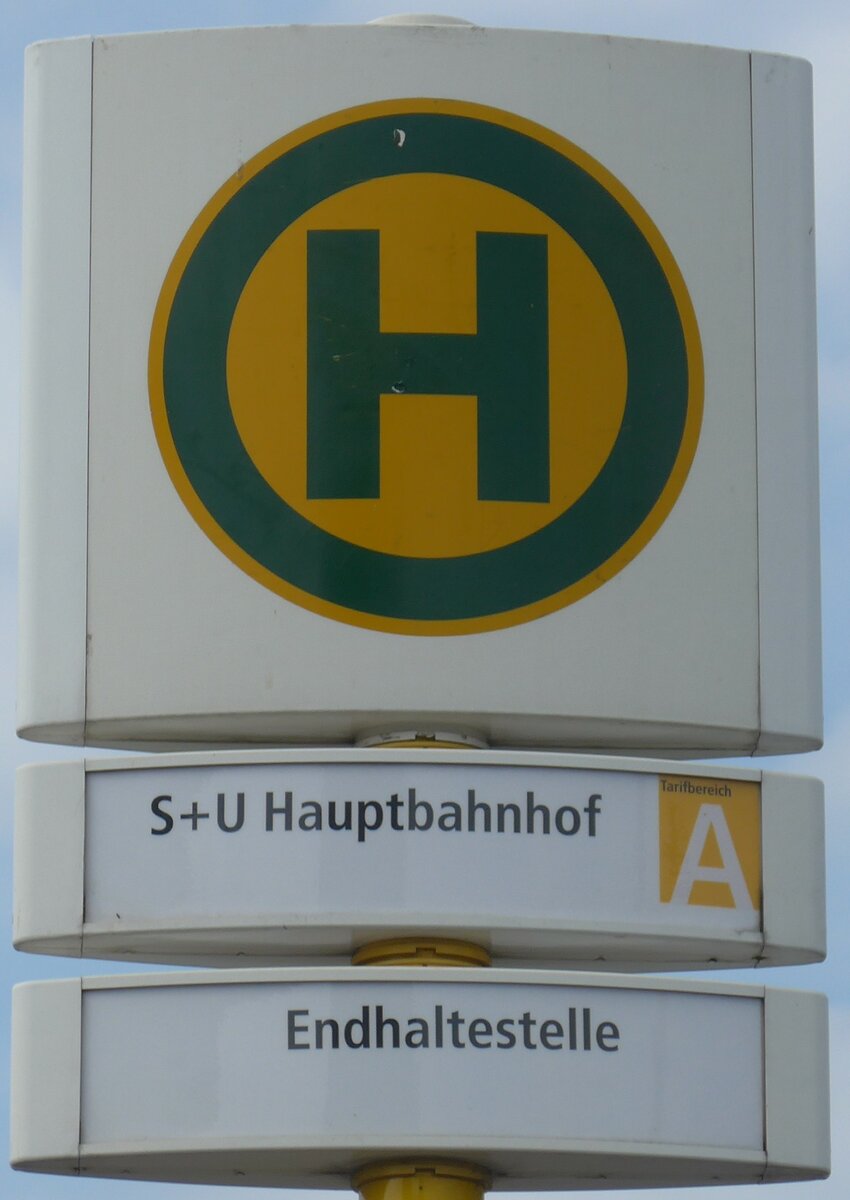 H
S+U Hauptbahnhof
Tarifbereich
A
Endhaltestelle